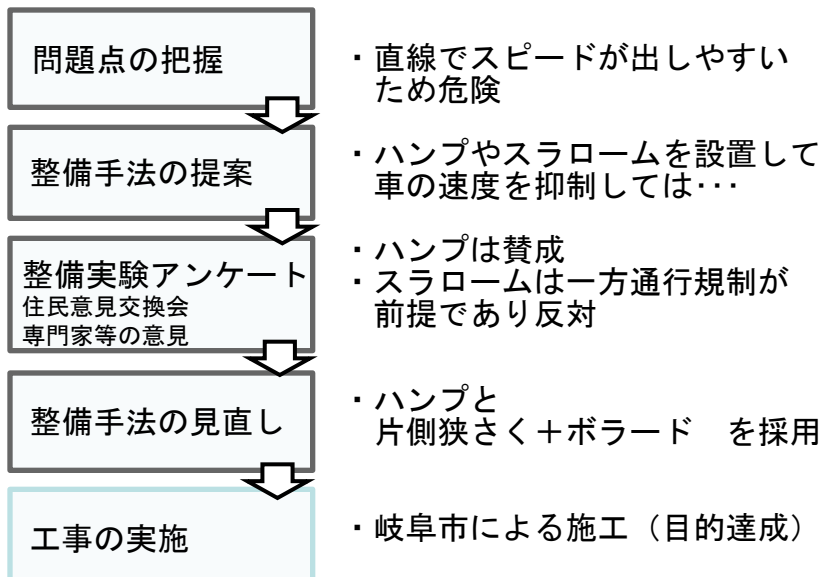 問題点の把握
・直線でスピードが出しやすい
ため危険
整備手法の提案
・ハンプやスラロームを設置して
車の速度を抑制しては･･･
整備実験アンケート
住民意見交換会
専門家等の意見
・ハンプは賛成
・スラロームは一方通行規制が
前提であり反対
整備手法の見直し
・ハンプと
片側狭さく＋ボラード　を採用
工事の実施
・岐阜市による施工（目的達成）